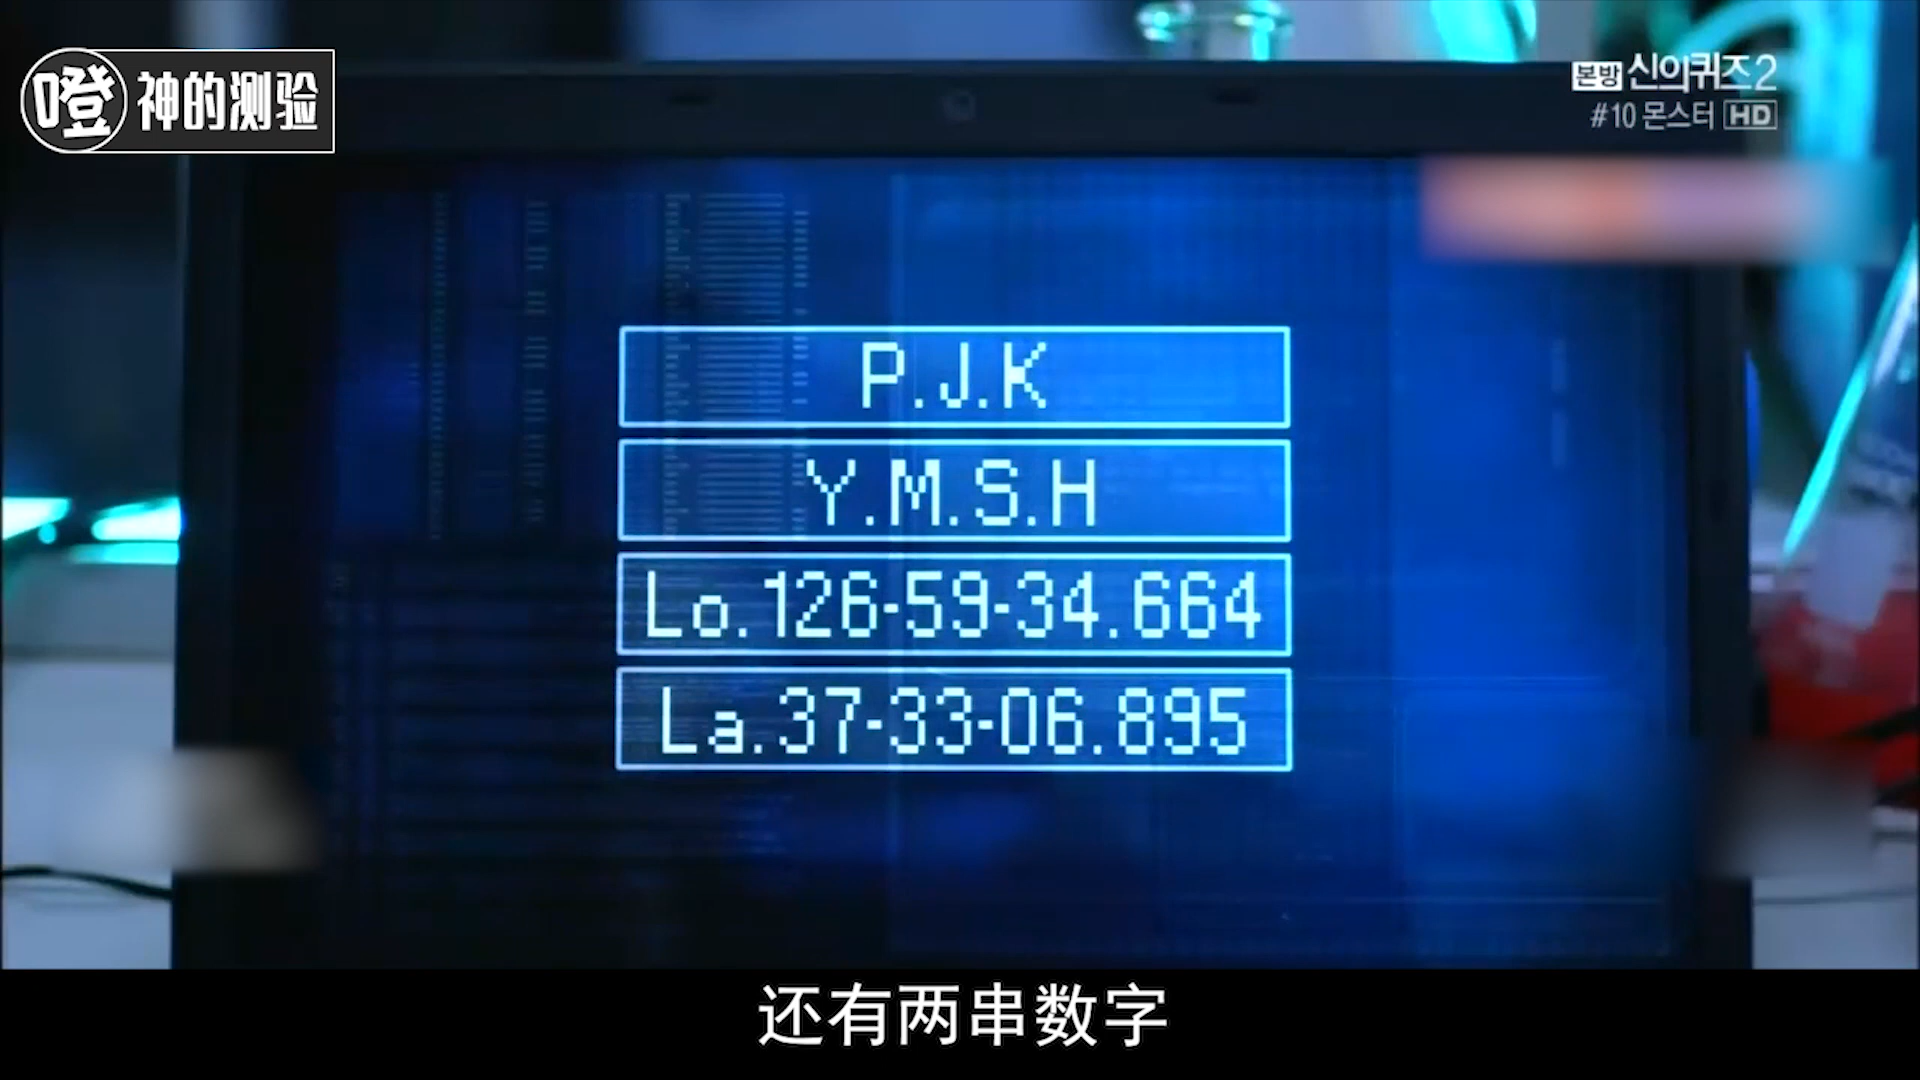 噔 神的测验
본방 신의퀴즈2
#10 몬스터 HD
P.J.K
Y.M.S.H
Lo.126-59-34.664
La.37-33-06.895
还有两串数字